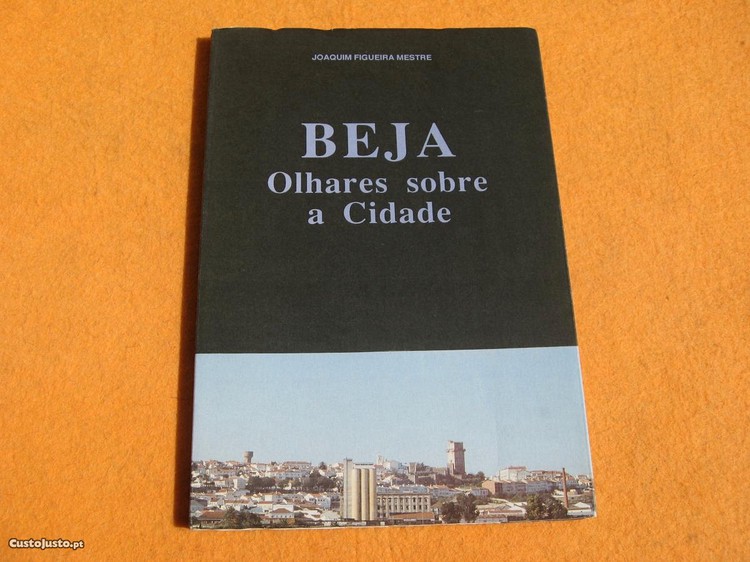 JOAQUIM FIGUEIRA MESTRE
BEJA
Olhares sobre
a Cidade
CustoJusto.pt